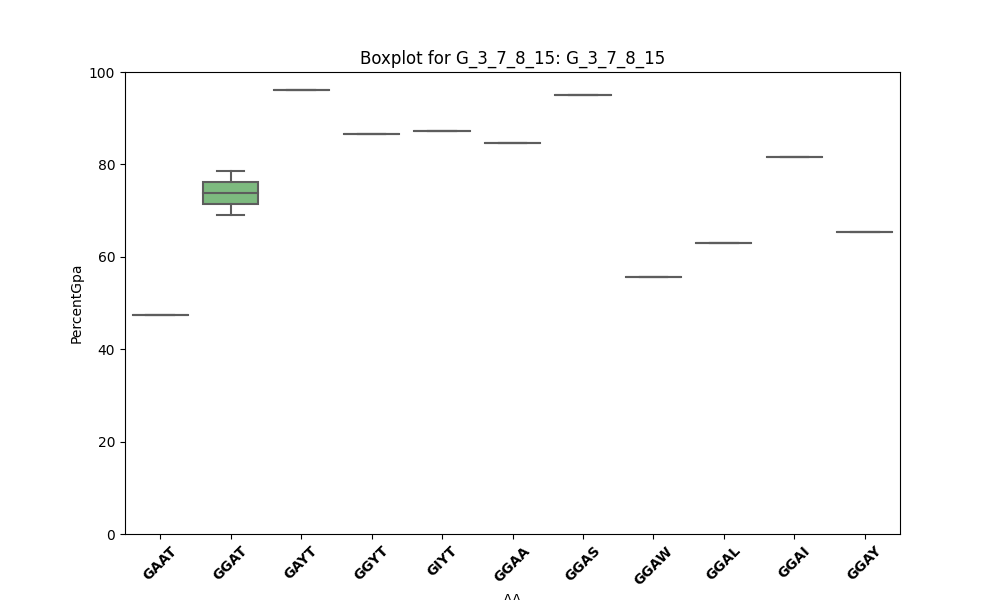 Boxplot for G_3_7_8_15: G_3_7_8_15
100
80
60
40
20
0
PercentGpa
GAAT
GGAT
GAYT
GGYT
GIYT
GGAA
GGAS
GGAW
GGAL
GGAI
GGAY
AA